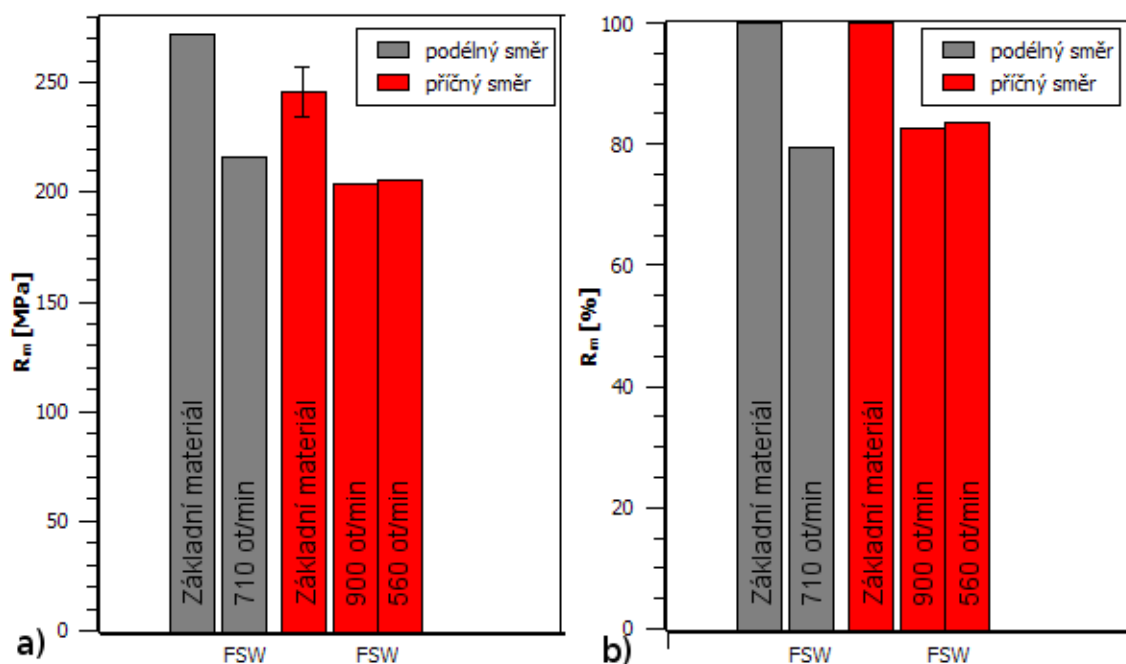 podélný směr
příčný směr
250
200
150
100
50
0
Rm [MPa]
Základní materiál
710 ot/min
Základní materiál
900 ot/min
560 ot/min
FSW
FSW
a)
podélný směr
příčný směr
100
80
60
40
20
0
Rm [%]
Základní materiál
710 ot/min
Základní materiál
900 ot/min
560 ot/min
FSW
FSW
b)